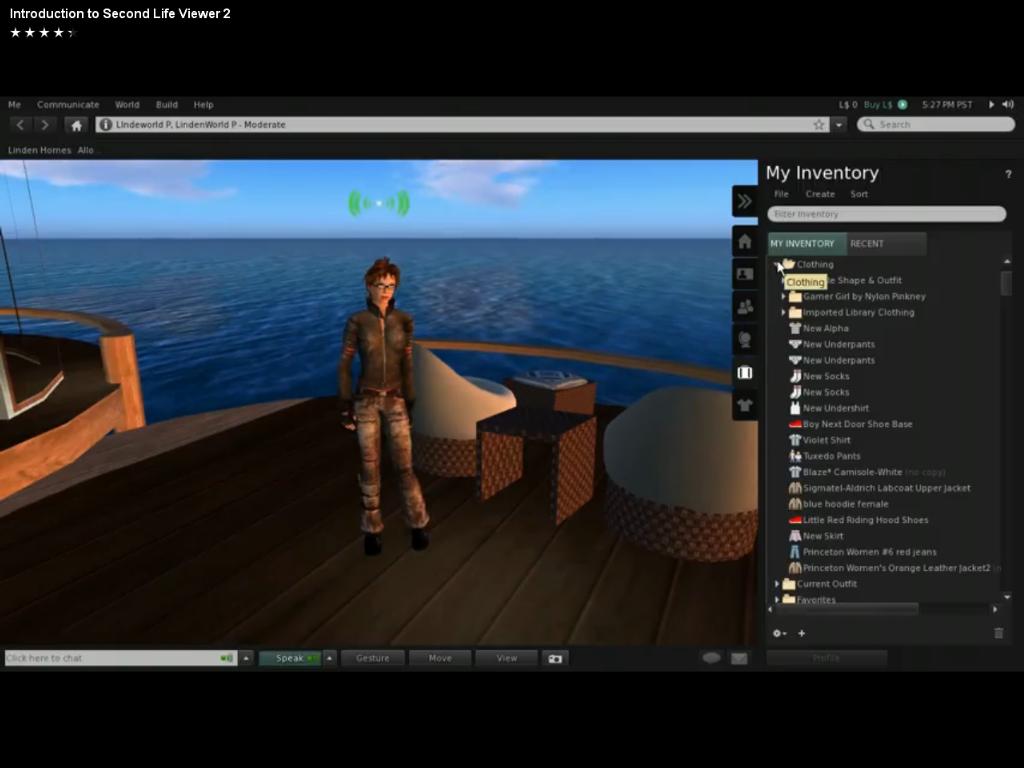 Introduction to Second Life Viewer 2
Me Communicate World Build Help L$ 0 Buy L$ 5:27 PM PST
Lindeworld P, LindenWorld P - Moderate Search
Linden Homes Allo...
My Inventory ?
File Create Sort
Filter Inventory
MY INVENTORY RECENT
Clothing
Shape & Outfit
Clothing
Gamer Girl by Nylon Pinkney
Imported Library Clothing
New Alpha
New Underpants
New Underpants
New Socks
New Socks
New Undershirt
Boy Next Door Shoe Base
Violet Shirt
Tuxedo Pants
Blaze* Camisole-White (no copy)
Sigmatel-Aldrich Labcoat Upper Jacket
blue hoodie female
Little Red Riding Hood Shoes
New Skirt
Princeton Women #6 red jeans
Princeton Women's Orange Leather Jacket2
Current Outfit
Favorites
Click here to chat Speak Gesture Move View Profile